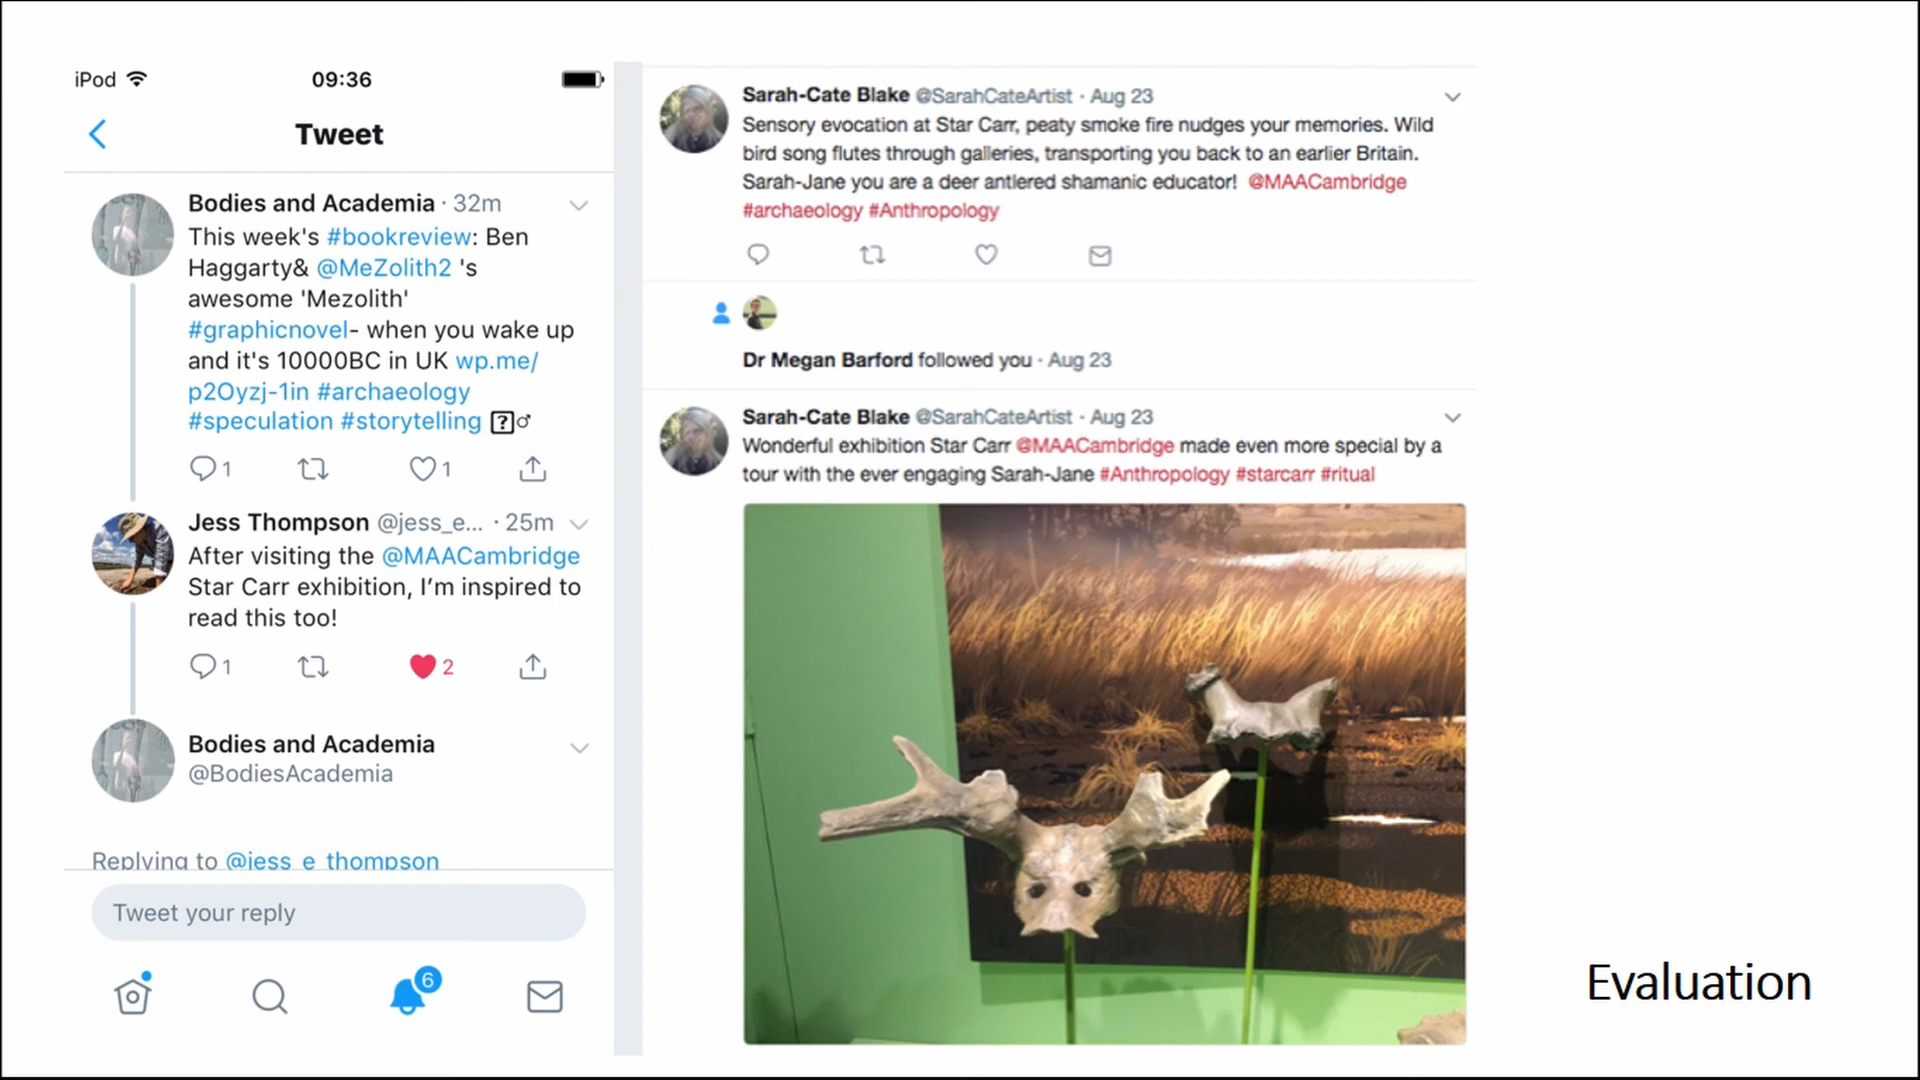 iPod 09:36
Tweet
Bodies and Academia · 32m
This week's #bookreview: Ben
Haggarty& @MeZolith2 's
awesome 'Mezolith'
#graphicnovel- when you wake up
and it's 10000BC in UK wp.me/
p2Oyzj-1in #archaeology
#speculation #storytelling ?♂
1 1
Jess Thompson @jess_e... · 25m
After visiting the @MAACambridge
Star Carr exhibition, I’m inspired to
read this too!
1 2
Bodies and Academia
@BodiesAcademia
Replying to @jess_e_thompson
Tweet your reply
6
Sarah-Cate Blake @SarahCateArtist · Aug 23
Sensory evocation at Star Carr, peaty smoke fire nudges your memories. Wild
bird song flutes through galleries, transporting you back to an earlier Britain.
Sarah-Jane you are a deer antlered shamanic educator! @MAACambridge
#archaeology #Anthropology
Dr Megan Barford followed you · Aug 23
Sarah-Cate Blake @SarahCateArtist · Aug 23
Wonderful exhibition Star Carr @MAACambridge made even more special by a
tour with the ever engaging Sarah-Jane #Anthropology #starcarr #ritual
Evaluation